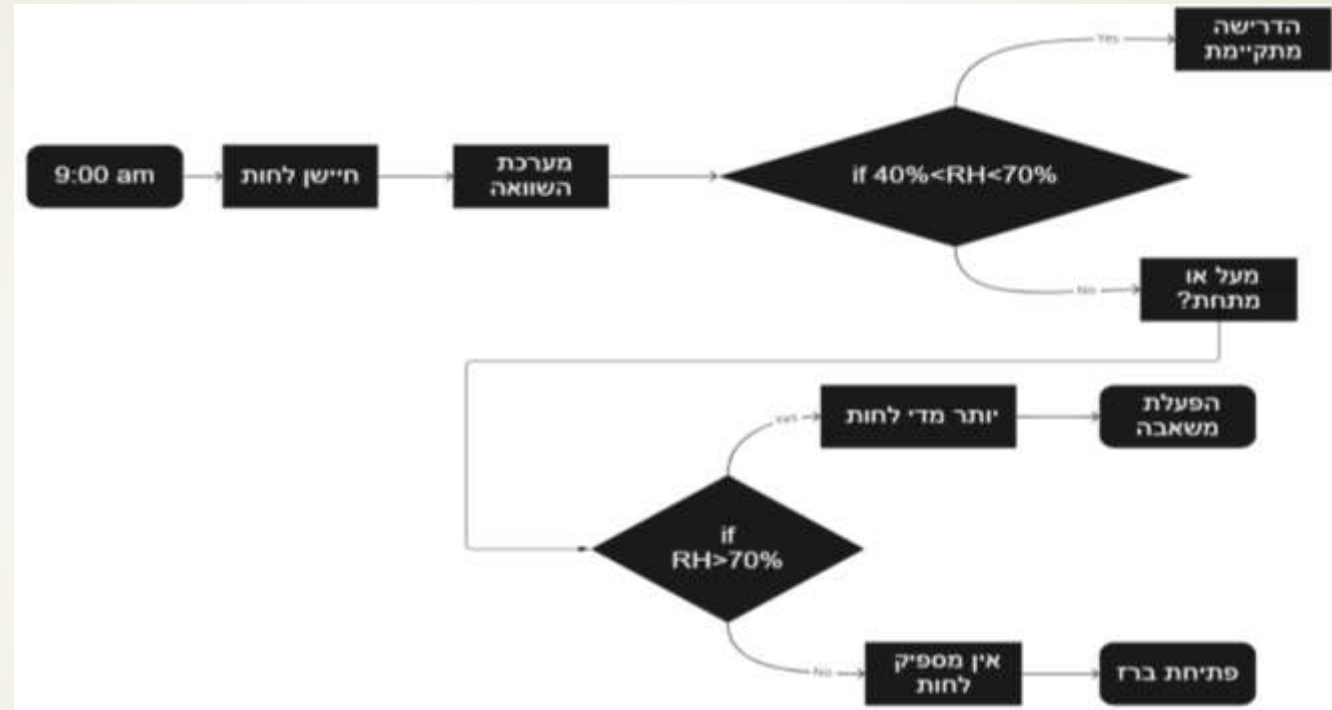 9:00 am
חיישן לחות
מערכת
השוואה
if 40%<RH<70%
Yes
הדרישה
מתקיימת
No
מעל או
מתחת?
if
RH>70%
Yes
יותר מדי לחות
הפעלת
משאבה
No
אין מספיק
לחות
פתיחת ברז